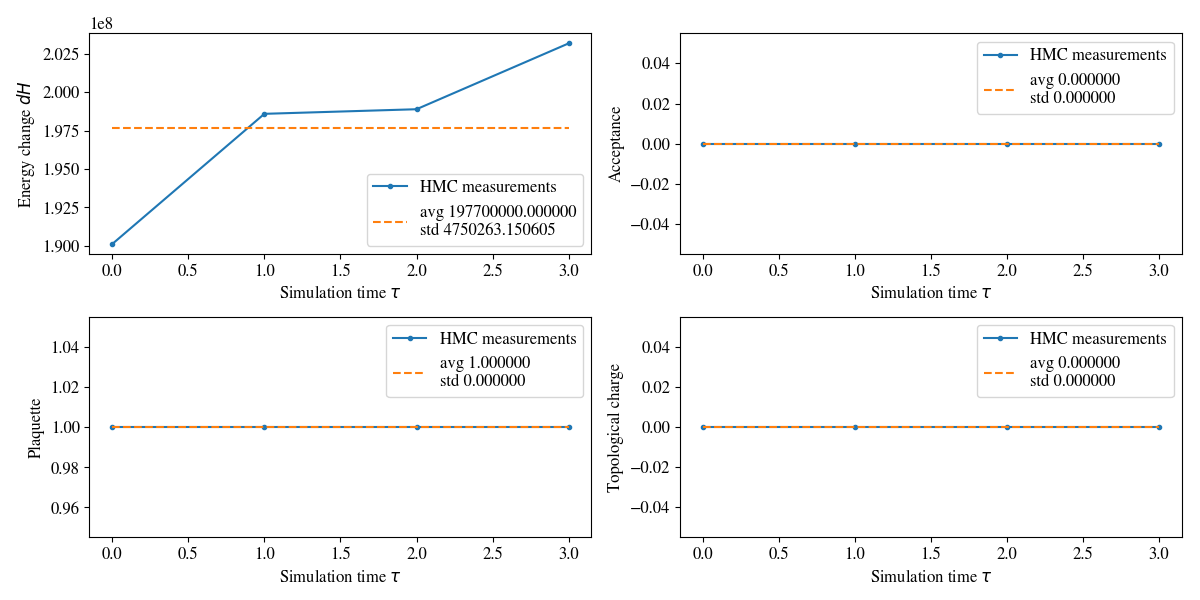 1e8
2.025
2.000
1.975
1.950
1.925
1.900
Energy change dH
HMC measurements
avg 197700000.000000
std 4750263.150605
0.0 0.5 1.0 1.5 2.0 2.5 3.0
Simulation time τ
0.04
0.02
0.00
−0.02
−0.04
Acceptance
HMC measurements
avg 0.000000
std 0.000000
0.0 0.5 1.0 1.5 2.0 2.5 3.0
Simulation time τ
1.04
1.02
1.00
0.98
0.96
Plaquette
HMC measurements
avg 1.000000
std 0.000000
0.0 0.5 1.0 1.5 2.0 2.5 3.0
Simulation time τ
0.04
0.02
0.00
−0.02
−0.04
Topological charge
HMC measurements
avg 0.000000
std 0.000000
0.0 0.5 1.0 1.5 2.0 2.5 3.0
Simulation time τ